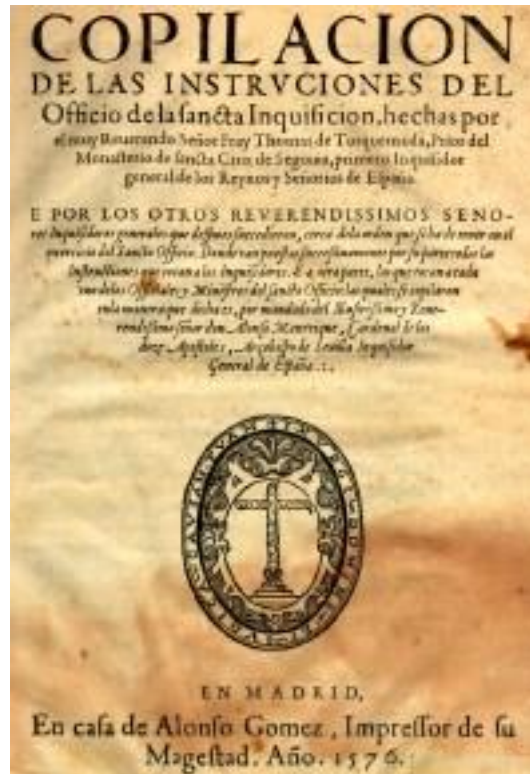 COPILACION
DE LAS INSTRVCIONES DEL
Officio de la sancta Inquisicion, hechas por
el muy Reuerendo Señor Fray Thomas de Torquemada, Prior del
Monasterio de sancta Cruz de Segouia, primero Inquisidor
general de los Reynos y Señorios de España.
E POR LOS OTROS REVERENDISSIMOS SENO-
res Inquisidores generales que despues succedieron, cerca de la orden que se ha de tener en el
exercicio del Sancto Officio. Donde van puestas successiuamente por su parte todas las
Instructiones que tocan a los Inquisidores. E a otra parte, las que tocan a cada
vno de los Officiales y Ministros del sancto Officio: las quales se copilaron
en la manera que dicha es, por mandado del Illustrissimo y Reue-
rendissimo señor don Alonso Manrique, Cardenal de los
doze Apostoles, Arçobispo de Seuilla Inquisidor
General de España.
EN MADRID,
En casa de Alonso Gomez, Impressor de su
Magestad. Año. 1576.